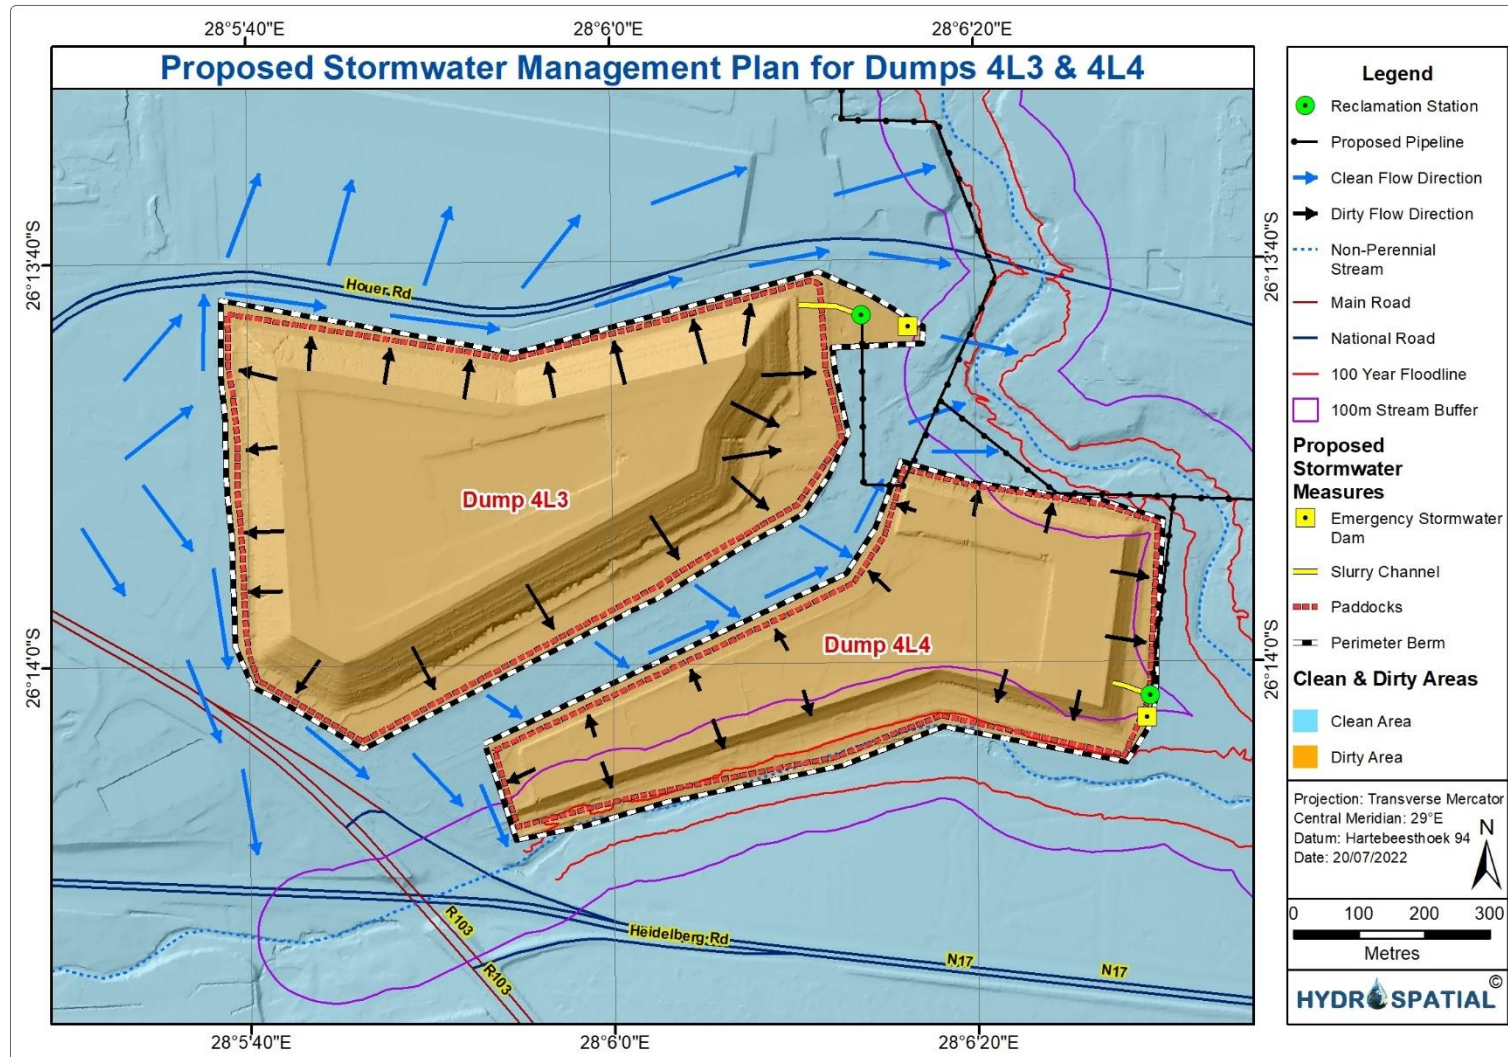 28°5'40"E
28°6'0"E
28°6'20"E
Proposed Stormwater Management Plan for Dumps 4L3 & 4L4
26°13'40"S
26°13'40"S
Houer Rd
Dump 4L3
Dump 4L4
26°14'0"S
26°14'0"S
R103
R103
Heidelberg Rd
N17
N17
28°5'40"E
28°6'0"E
28°6'20"E
Legend
Reclamation Station
Proposed Pipeline
Clean Flow Direction
Dirty Flow Direction
Non-Perennial
Stream
Main Road
National Road
100 Year Floodline
100m Stream Buffer
Proposed
Stormwater
Measures
Emergency Stormwater
Dam
Slurry Channel
Paddocks
Perimeter Berm
Clean & Dirty Areas
Clean Area
Dirty Area
Projection: Transverse Mercator
Central Meridian: 29°E
Datum: Hartebeesthoek 94
Date: 20/07/2022
N
0 100 200 300
Metres
HYDROSPATIAL©